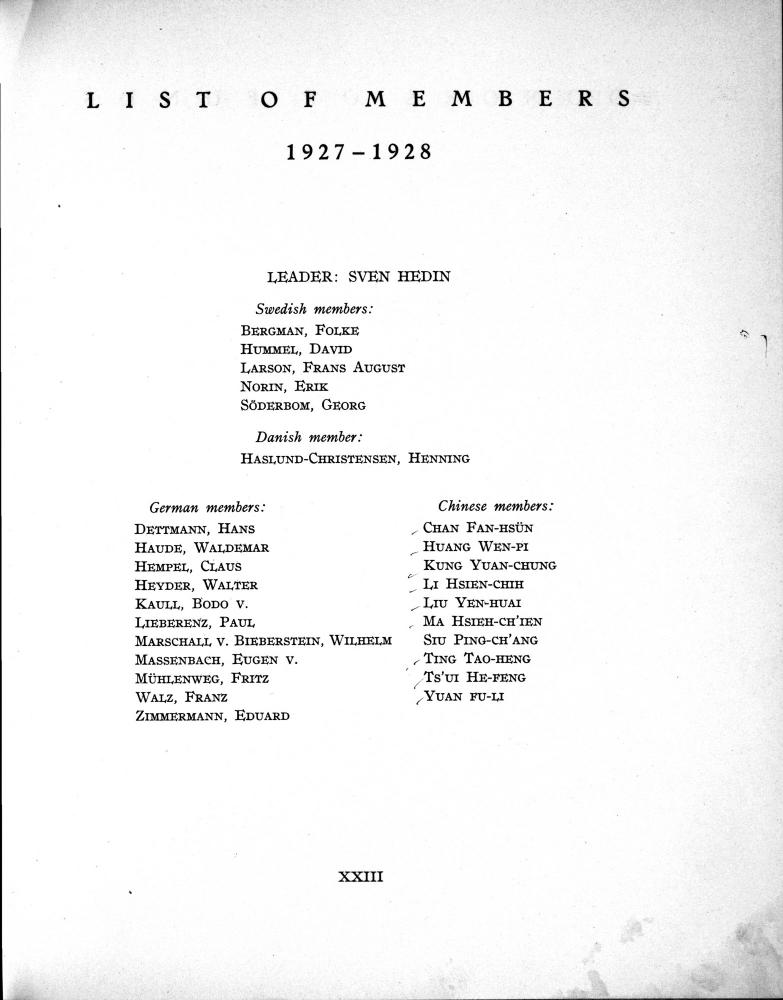 LIST OF MEMBERS
1927–1928
LEADER: SVEN HEDIN
Swedish members:
BERGMAN, FOLKE
HUMMEL, DAVID
LARSON, FRANS AUGUST
NORIN, ERIK
SÖDERBOM, GEORG
Danish member:
HASLUND-CHRISTENSEN, HENNING
German members:
DETTMANN, HANS
HAUDE, WALDEMAR
HEMPEL, CLAUS
HEYDER, WALTER
KAULL, BODO V.
LIEBERENZ, PAUL
MARSCHALL V. BIEBERSTEIN, WILHELM
MASSENBACH, EUGEN V.
MÜHLENWEG, FRITZ
WALZ, FRANZ
ZIMMERMANN, EDUARD
Chinese members:
CHAN FAN-HSÜN
HUANG WEN-PI
KUNG YUAN-CHUNG
LI HSIEN-CHIH
LIU YEN-HUAI
MA HSIEH-CH'IEN
SIU PING-CH'ANG
TING TAO-HENG
TS'UI HE-FENG
YUAN FU-LI
XXIII